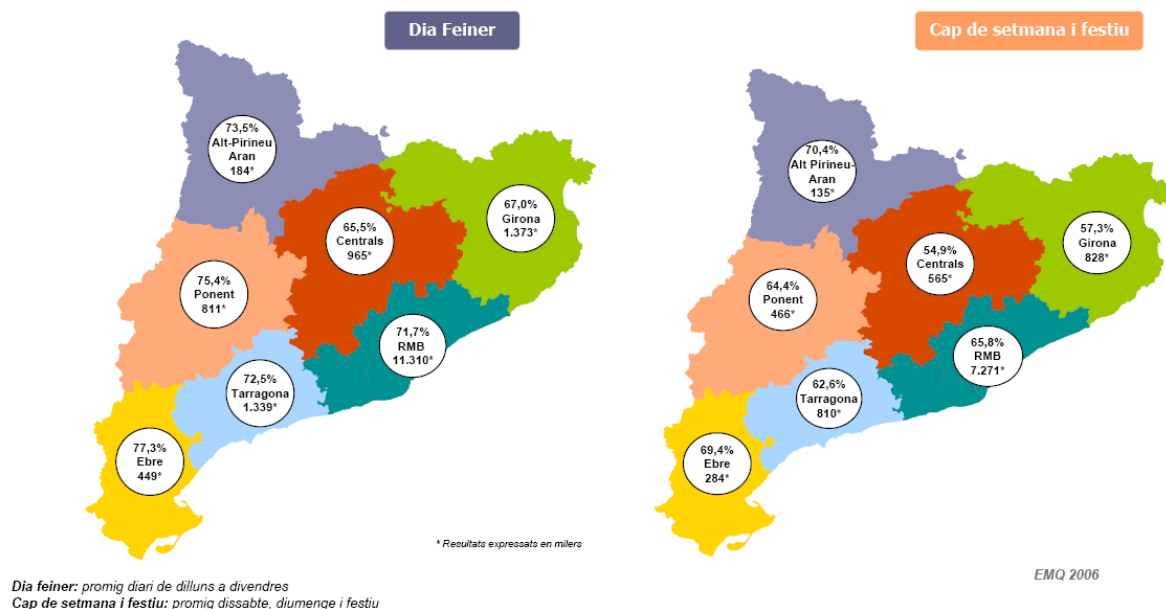 Dia Feiner
73,5%
Alt-Pirineu
Aran
184*
67,0%
Girona
1.373*
65,5%
Centrals
965*
75,4%
Ponent
811*
71,7%
RMB
11.310*
72,5%
Tarragona
1.339*
77,3%
Ebre
449*
* Resultats expressats en milers
Cap de setmana i festiu
70,4%
Alt Pirineu-
Aran
135*
57,3%
Girona
828*
54,9%
Centrals
565*
64,4%
Ponent
466*
65,8%
RMB
7.271*
62,6%
Tarragona
810*
69,4%
Ebre
284*
EMQ 2006
Dia feiner: promig diari de dilluns a divendres
Cap de setmana i festiu: promig dissabte, diumenge i festiu